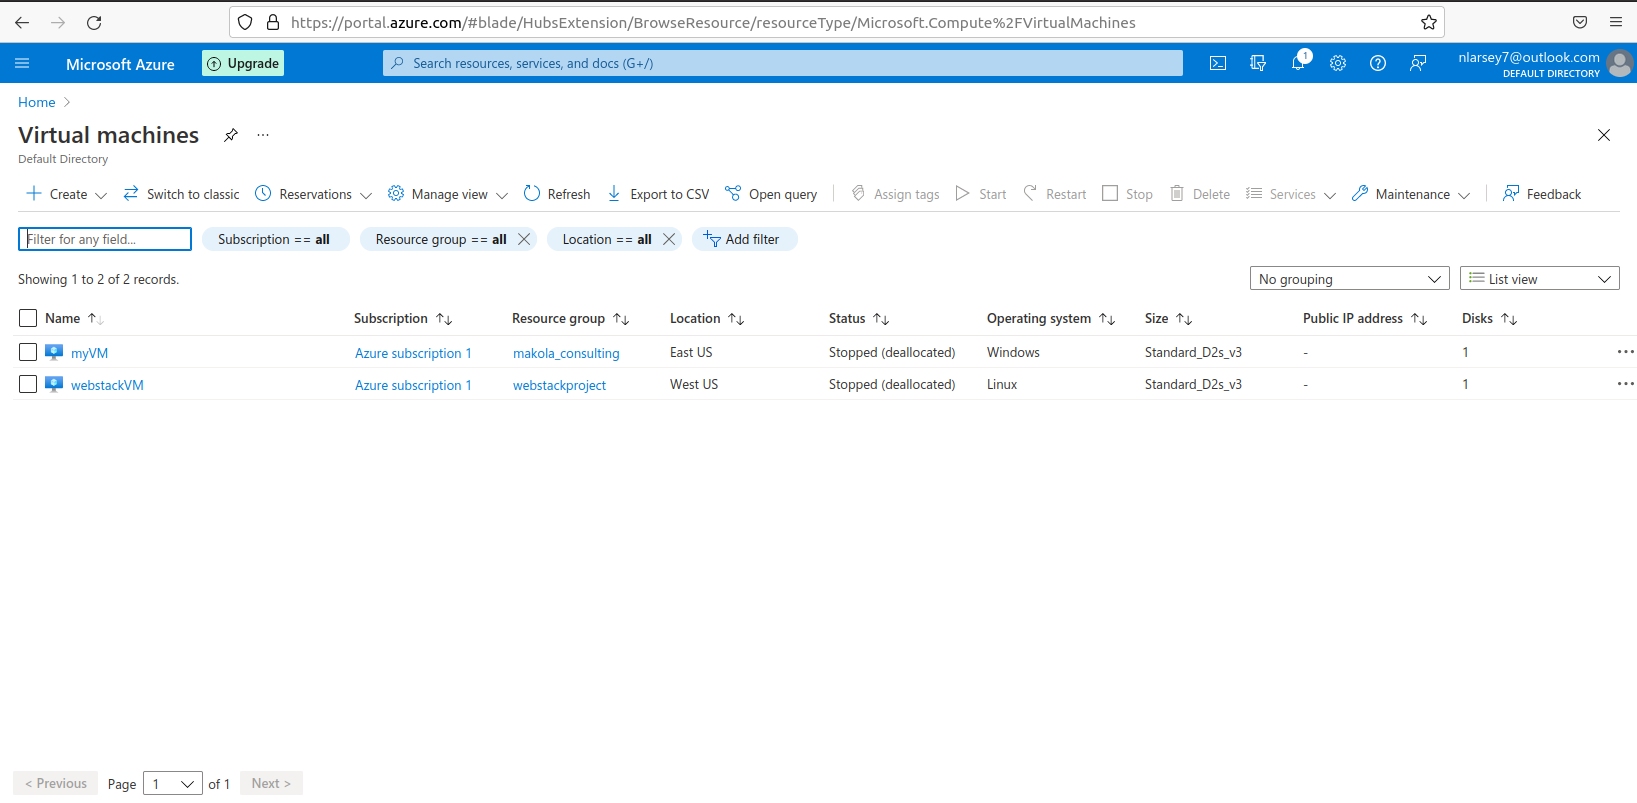 https://portal.azure.com/#blade/HubsExtension/BrowseResource/resourceType/Microsoft.Compute%2FVirtualMachines
Microsoft Azure Upgrade Search resources, services, and docs (G+/) 1 nlarsey7@outlook.com
DEFAULT DIRECTORY
Home >
Virtual machines ...
Default Directory
Create Switch to classic Reservations Manage view Refresh Export to CSV Open query Assign tags Start Restart Stop Delete Services Maintenance Feedback
Filter for any field... Subscription == all Resource group == all Location == all Add filter
Showing 1 to 2 of 2 records. No grouping List view
Name Subscription Resource group Location Status Operating system Size Public IP address Disks
myVM Azure subscription 1 makola_consulting East US Stopped (deallocated) Windows Standard_D2s_v3 - 1 ...
webstackVM Azure subscription 1 webstackproject West US Stopped (deallocated) Linux Standard_D2s_v3 - 1 ...
< Previous Page 1 of 1 Next >